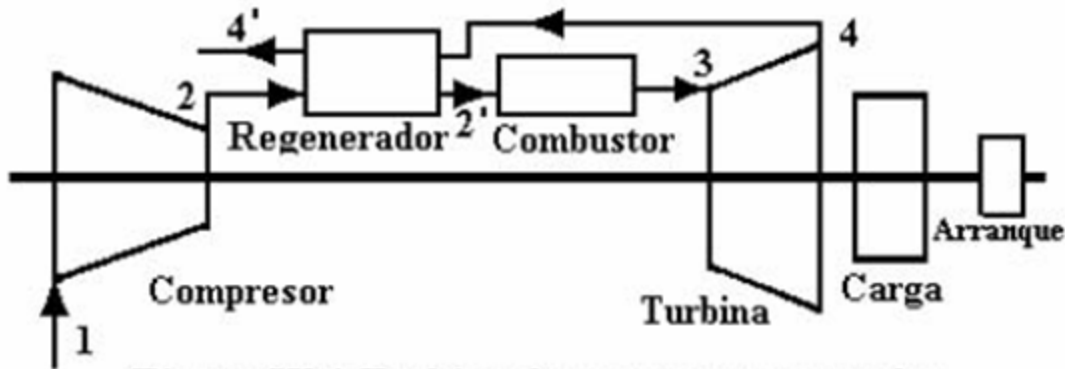 4'
4
2
3
Regenerador
2'
Combustor
Arranque
Compresor
Carga
Turbina
1